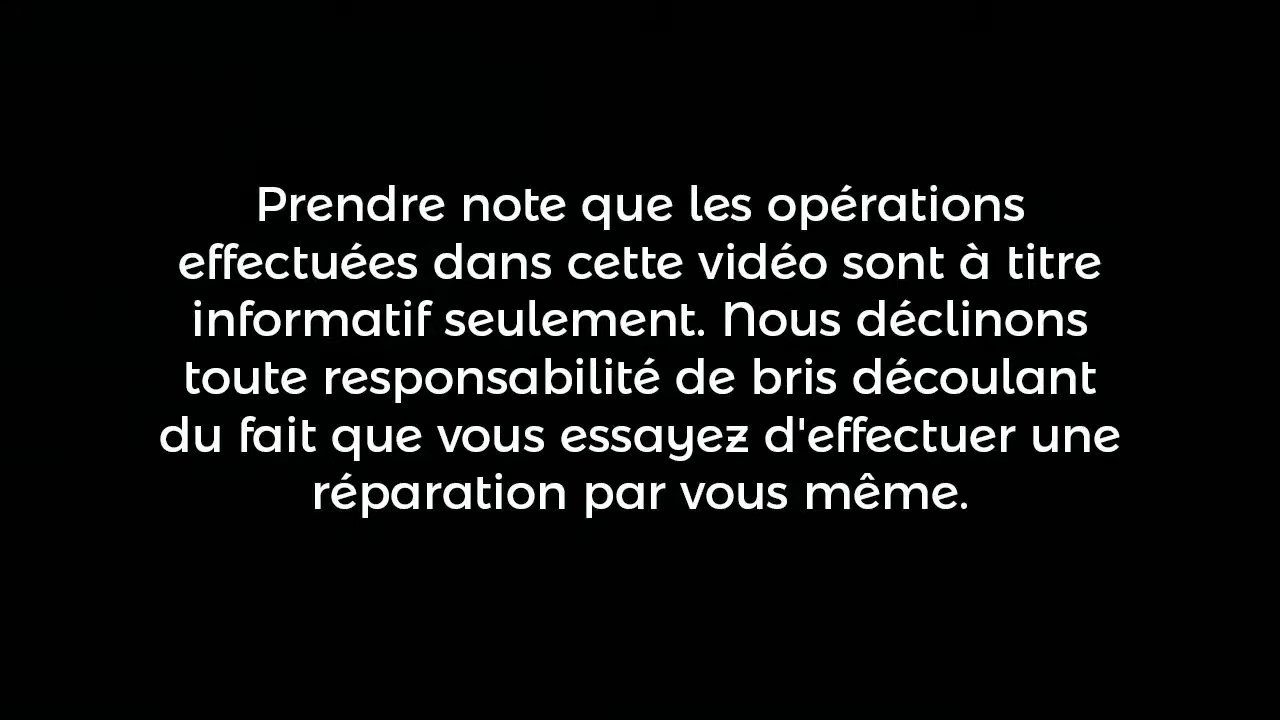 Prendre note que les opérations
effectuées dans cette vidéo sont à titre
informatif seulement. Nous déclinons
toute responsabilité de bris découlant
du fait que vous essayez d'effectuer une
réparation par vous même.